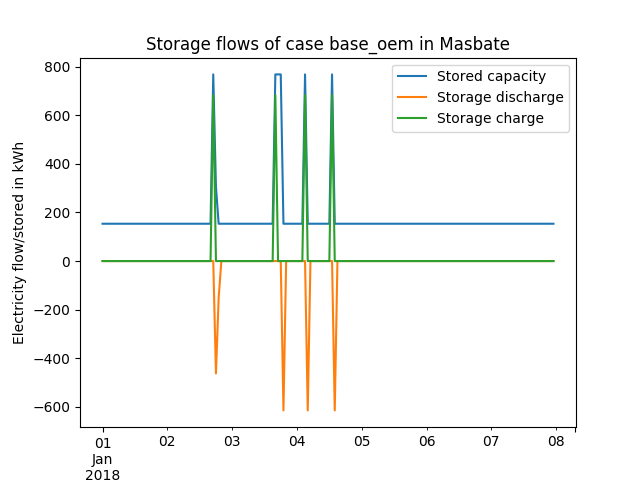 Storage flows of case base_oem in Masbate
Electricity flow/stored in kWh
800
600
400
200
0
−200
−400
−600
Stored capacity
Storage discharge
Storage charge
01
02
03
04
05
06
07
08
Jan
2018